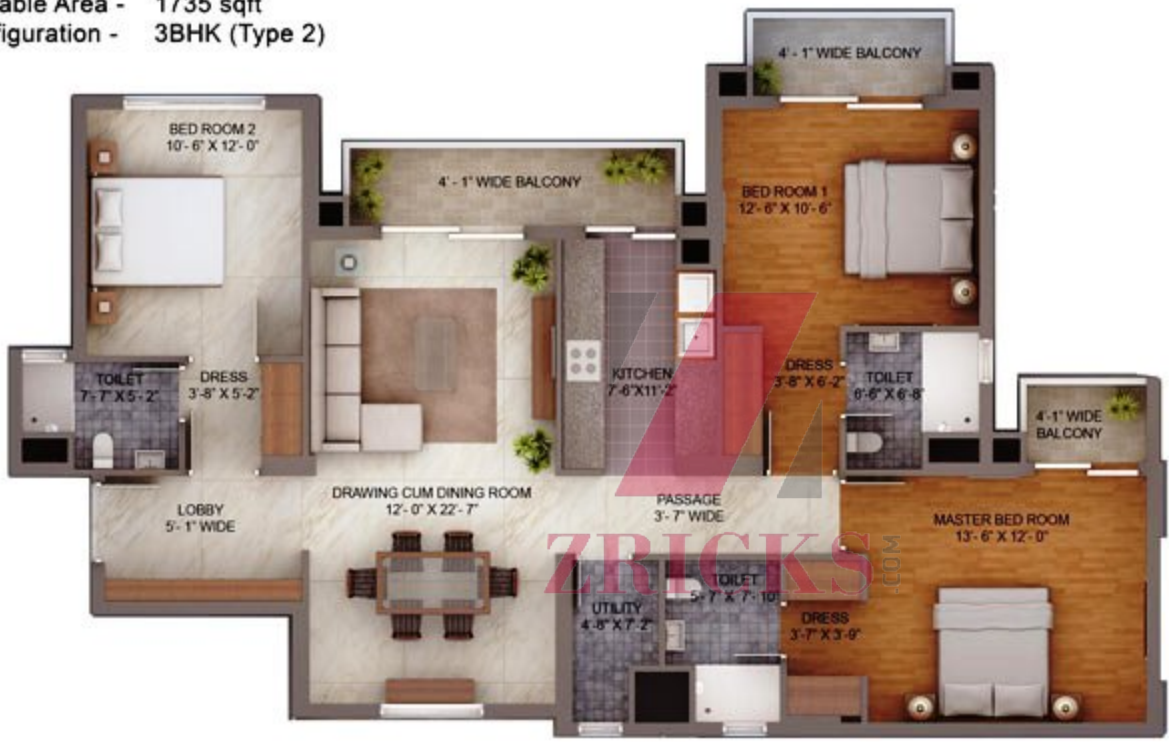 able Area - 1735 sqft
figuration - 3BHK (Type 2)
4' - 1" WIDE BALCONY
BED ROOM 2
10'- 6" X 12'- 0"
4' - 1" WIDE BALCONY
BED ROOM 1
12'- 6" X 10'- 6"
TOILET
7'- 7" X 5'- 2"
DRESS
3'-8" X 5'-2"
KITCHEN
7'-6"X11'-2"
DRESS
3'-8" X 6'-2"
TOILET
6'-6" X 6'-8"
4'-1" WIDE
BALCONY
LOBBY
5'- 1" WIDE
DRAWING CUM DINING ROOM
12'- 0" X 22'- 7"
PASSAGE
3'- 7" WIDE
MASTER BED ROOM
13'- 6" X 12'- 0"
ZRICKS
.COM
UTILITY
4'-8" X 7'-2"
TOILET
5'- 7" X 7'- 10"
DRESS
3'-7" X 3'-9"